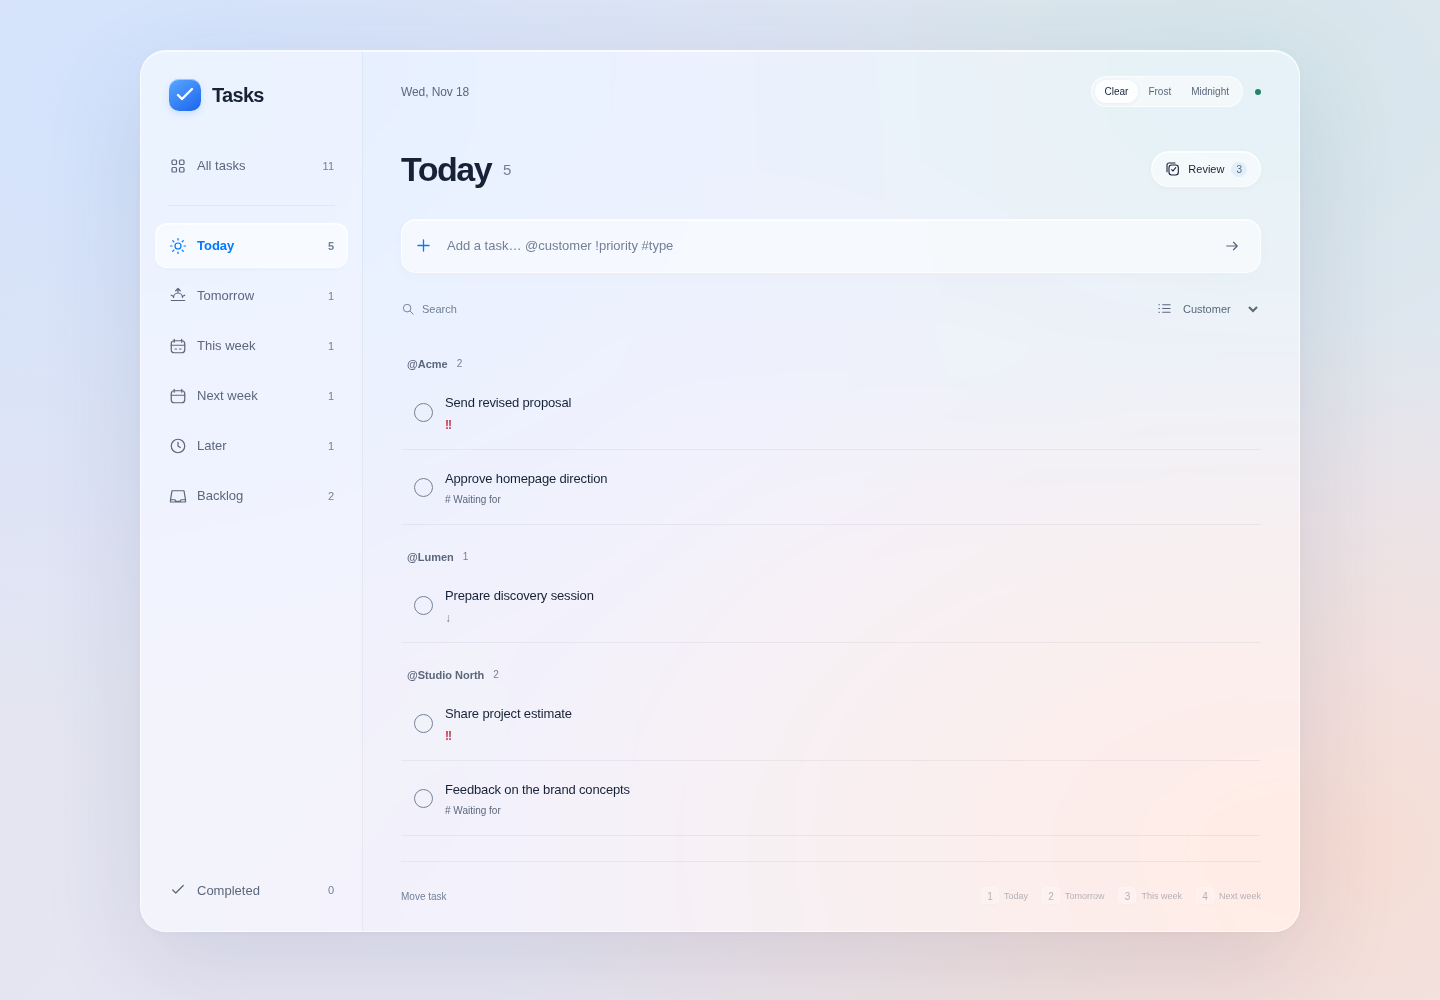 Tasks
All tasks 11
Today 5
Tomorrow 1
This week 1
Next week 1
Later 1
Backlog 2
Completed 0
Wed, Nov 18
Clear Frost Midnight
Today 5
Review 3
Add a task… @customer !priority #type
Search
Customer
@Acme 2
Send revised proposal
!!
Approve homepage direction
# Waiting for
@Lumen 1
Prepare discovery session
↓
@Studio North 2
Share project estimate
!!
Feedback on the brand concepts
# Waiting for
Move task
1 Today 2 Tomorrow 3 This week 4 Next week